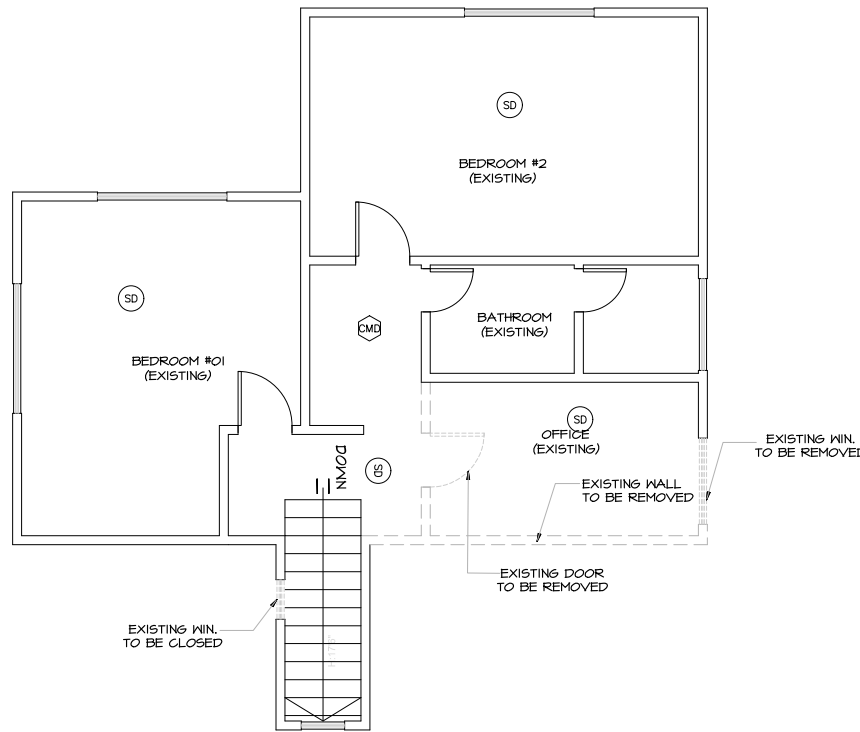 SD
BEDROOM #2
(EXISTING)
SD
CMD
BATHROOM
(EXISTING)
BEDROOM #01
(EXISTING)
SD
OFFICE
(EXISTING)
EXISTING WIN.
TO BE REMOVED
DOWN
SD
EXISTING WALL
TO BE REMOVED
EXISTING DOOR
TO BE REMOVED
EXISTING WIN.
TO BE CLOSED